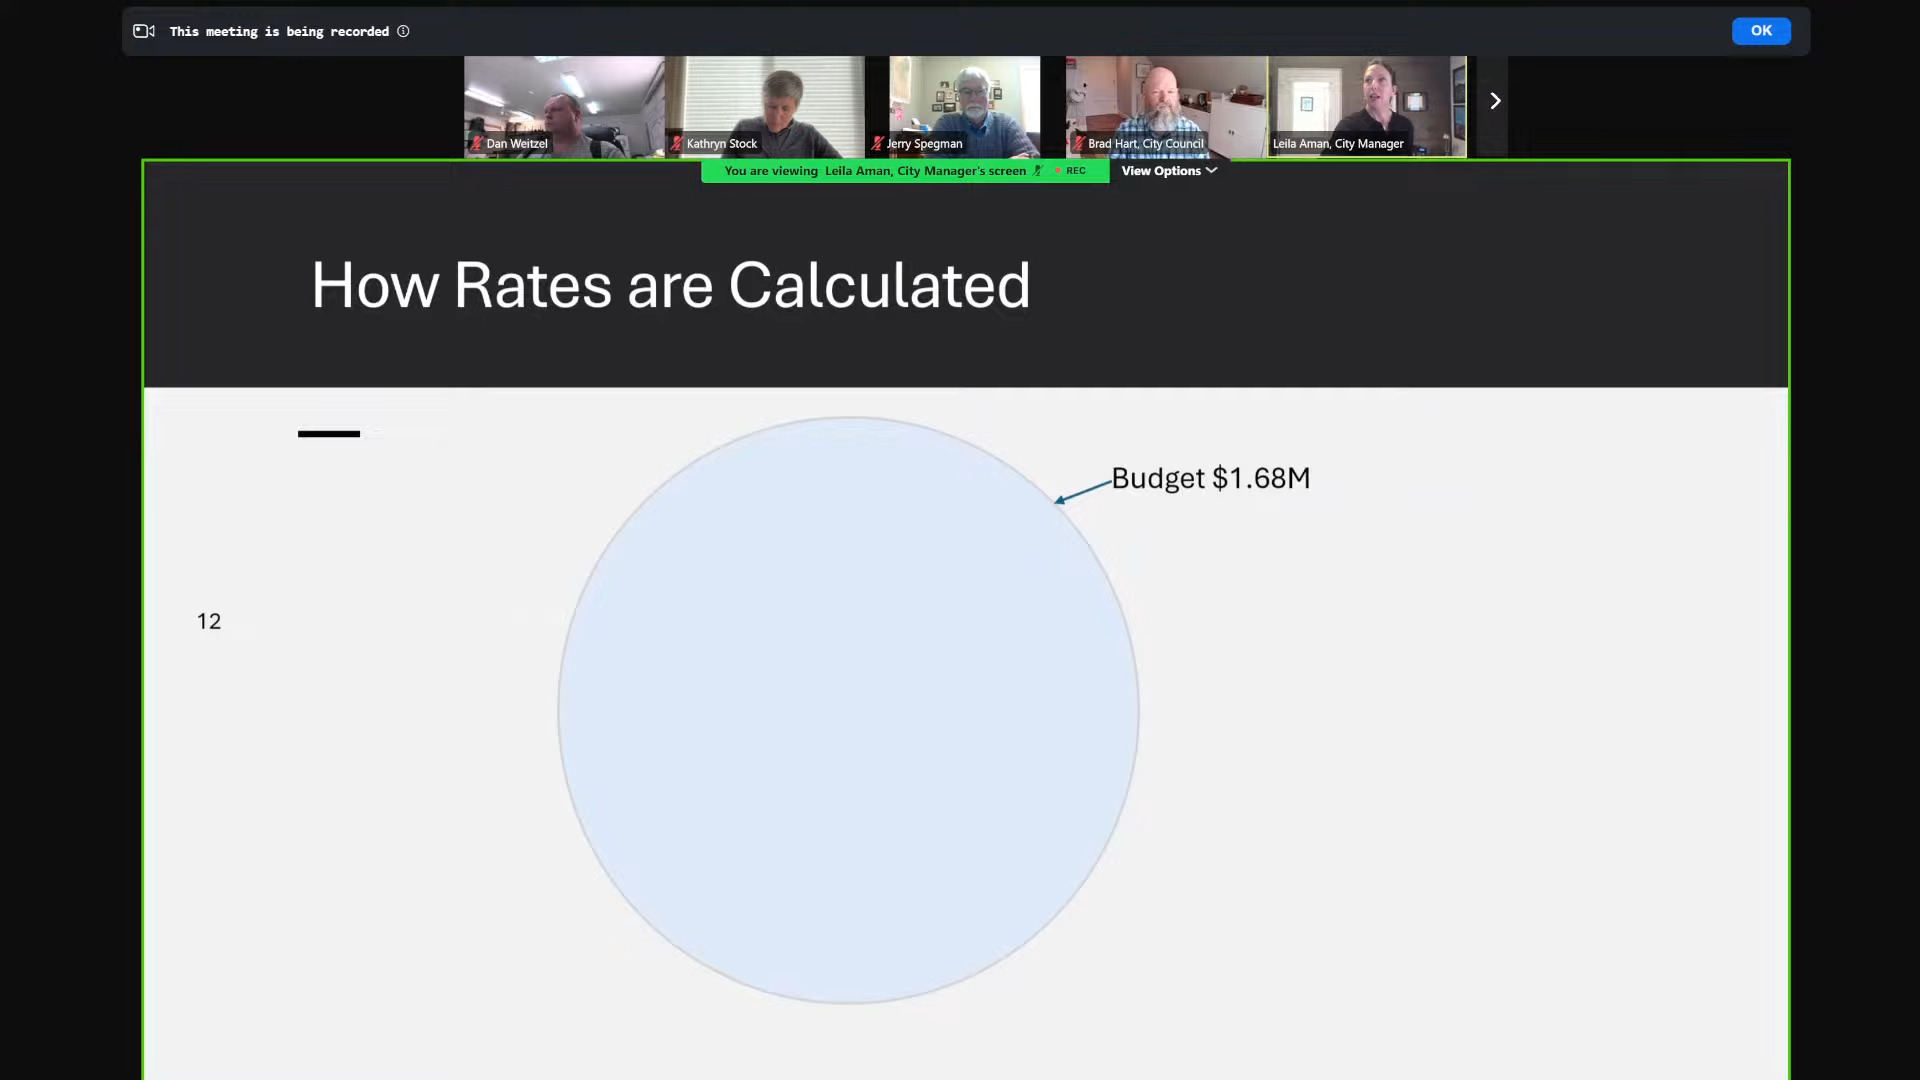 This meeting is being recorded
OK
Dan Weitzel
Kathryn Stock
Jerry Spegman
Brad Hart, City Council
Leila Aman, City Manager
You are viewing Leila Aman, City Manager's screen
REC
View Options
How Rates are Calculated
Budget $1.68M
12